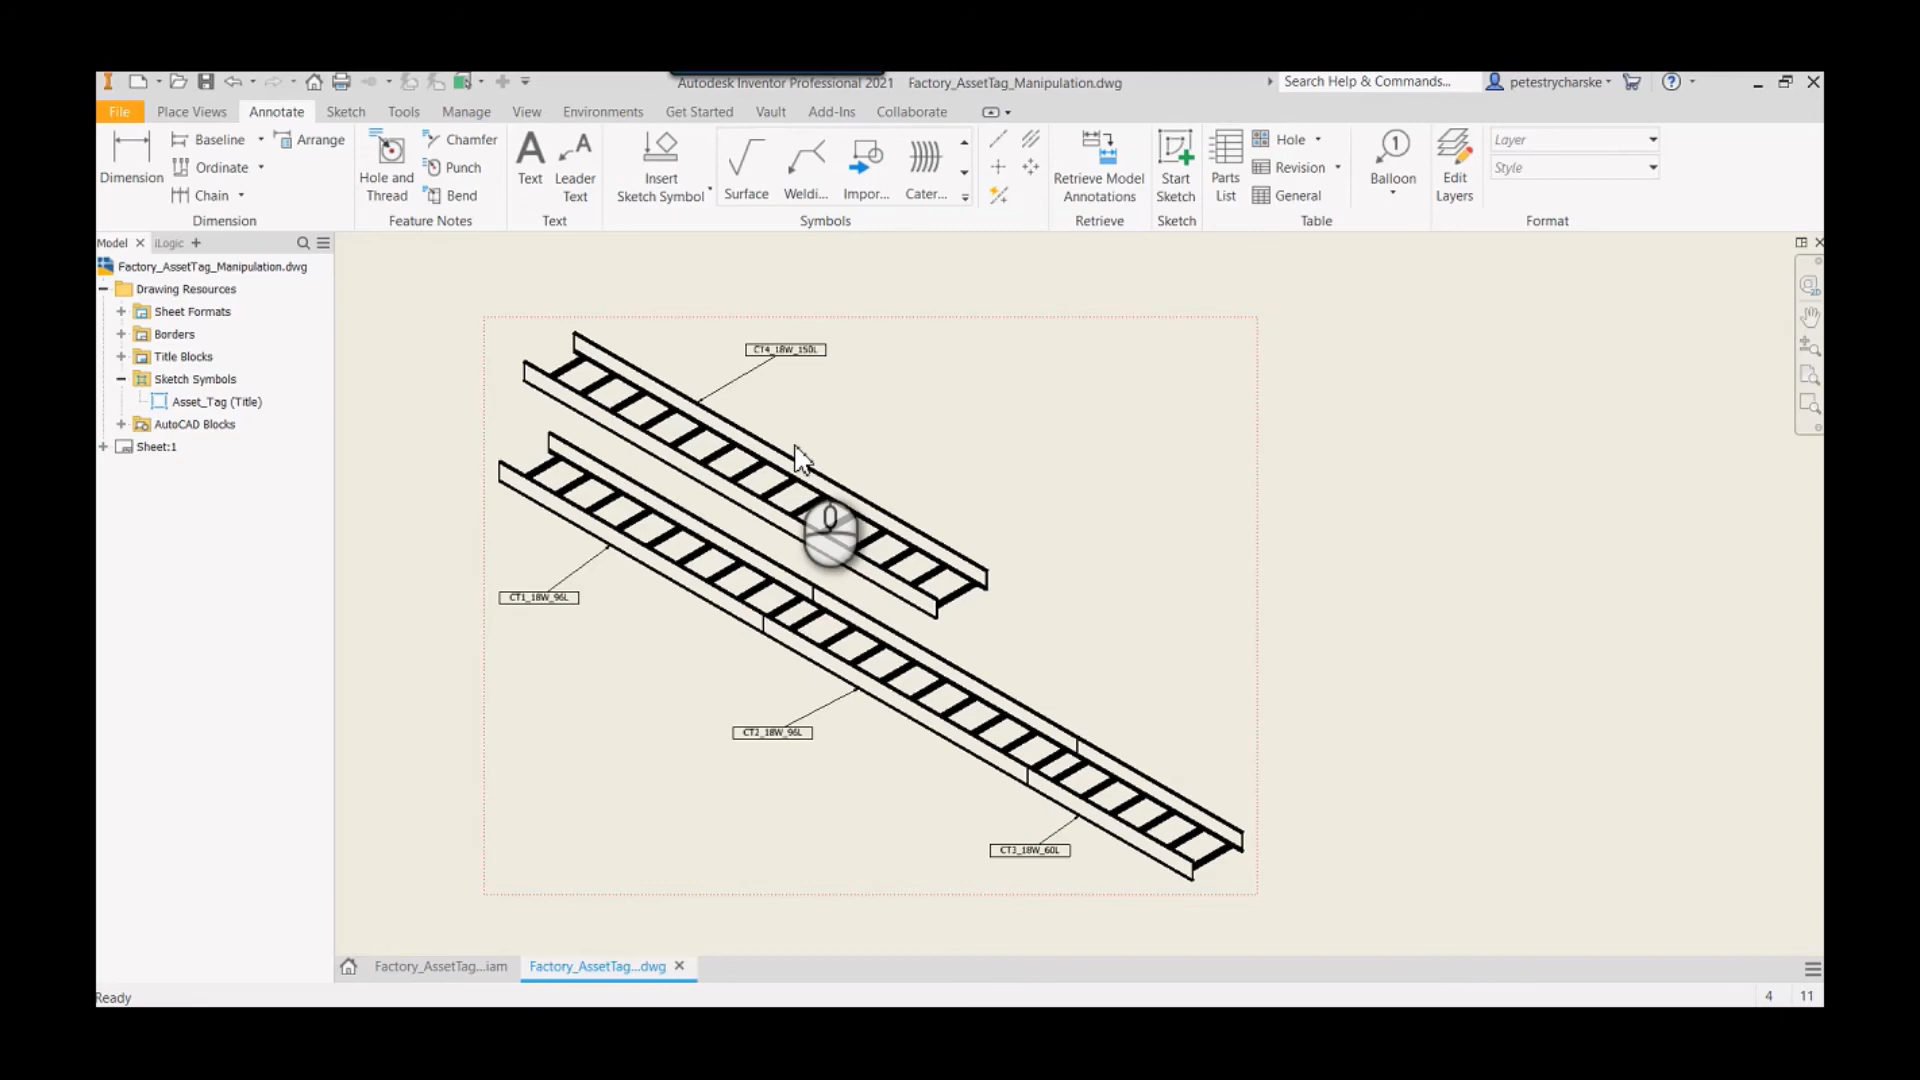 Autodesk Inventor Professional 2021 Factory_AssetTag_Manipulation.dwg Search Help & Commands... petestrycharske
File Place Views Annotate Sketch Tools Manage View Environments Get Started Vault Add-Ins Collaborate
Dimension
Baseline
Ordinate
Chain
Arrange
Dimension
Hole and
Thread
Chamfer
Punch
Bend
Feature Notes
Text
Leader
Text
Text
Insert
Sketch Symbol
Surface
Weldi...
Impor...
Cater...
Symbols
Retrieve Model
Annotations
Retrieve
Start
Sketch
Sketch
Parts
List
Hole
Revision
General
Table
1
Balloon
Edit
Layers
Layer
Style
Format
Model iLogic
Factory_AssetTag_Manipulation.dwg
Drawing Resources
Sheet Formats
Borders
Title Blocks
Sketch Symbols
Asset_Tag (Title)
AutoCAD Blocks
Sheet:1
CT4_18W_150L
CT1_18W_96L
CT2_18W_96L
CT3_18W_60L
Factory_AssetTag...iam Factory_AssetTag...dwg
Ready
4 11